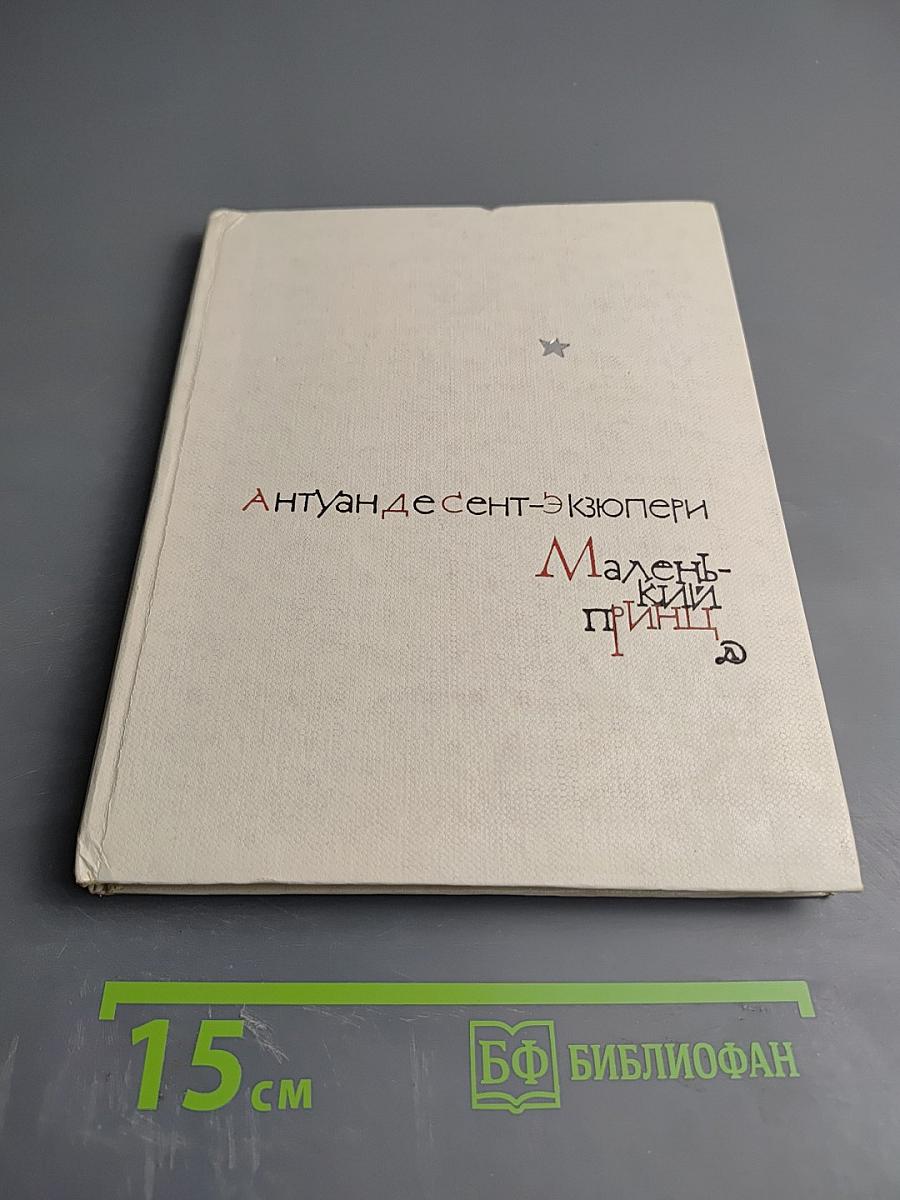 Антуан де Сент-Экзюпери
Малень-
кий
принц
Д
15 см
БФ БИБЛИОФАН